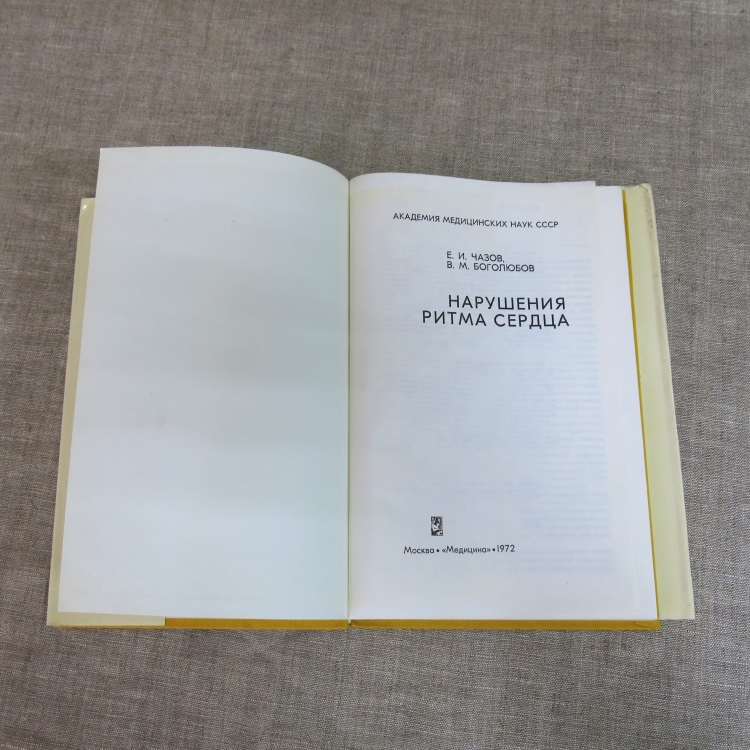 АКАДЕМИЯ МЕДИЦИНСКИХ НАУК СССР
Е. И. ЧАЗОВ,
В. М. БОГОЛЮБОВ
НАРУШЕНИЯ
РИТМА СЕРДЦА
Москва • «Медицина» • 1972